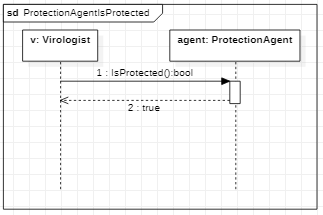 sd ProtectionAgentIsProtected
v: Virologist
agent: ProtectionAgent
1 : IsProtected():bool
2 : true